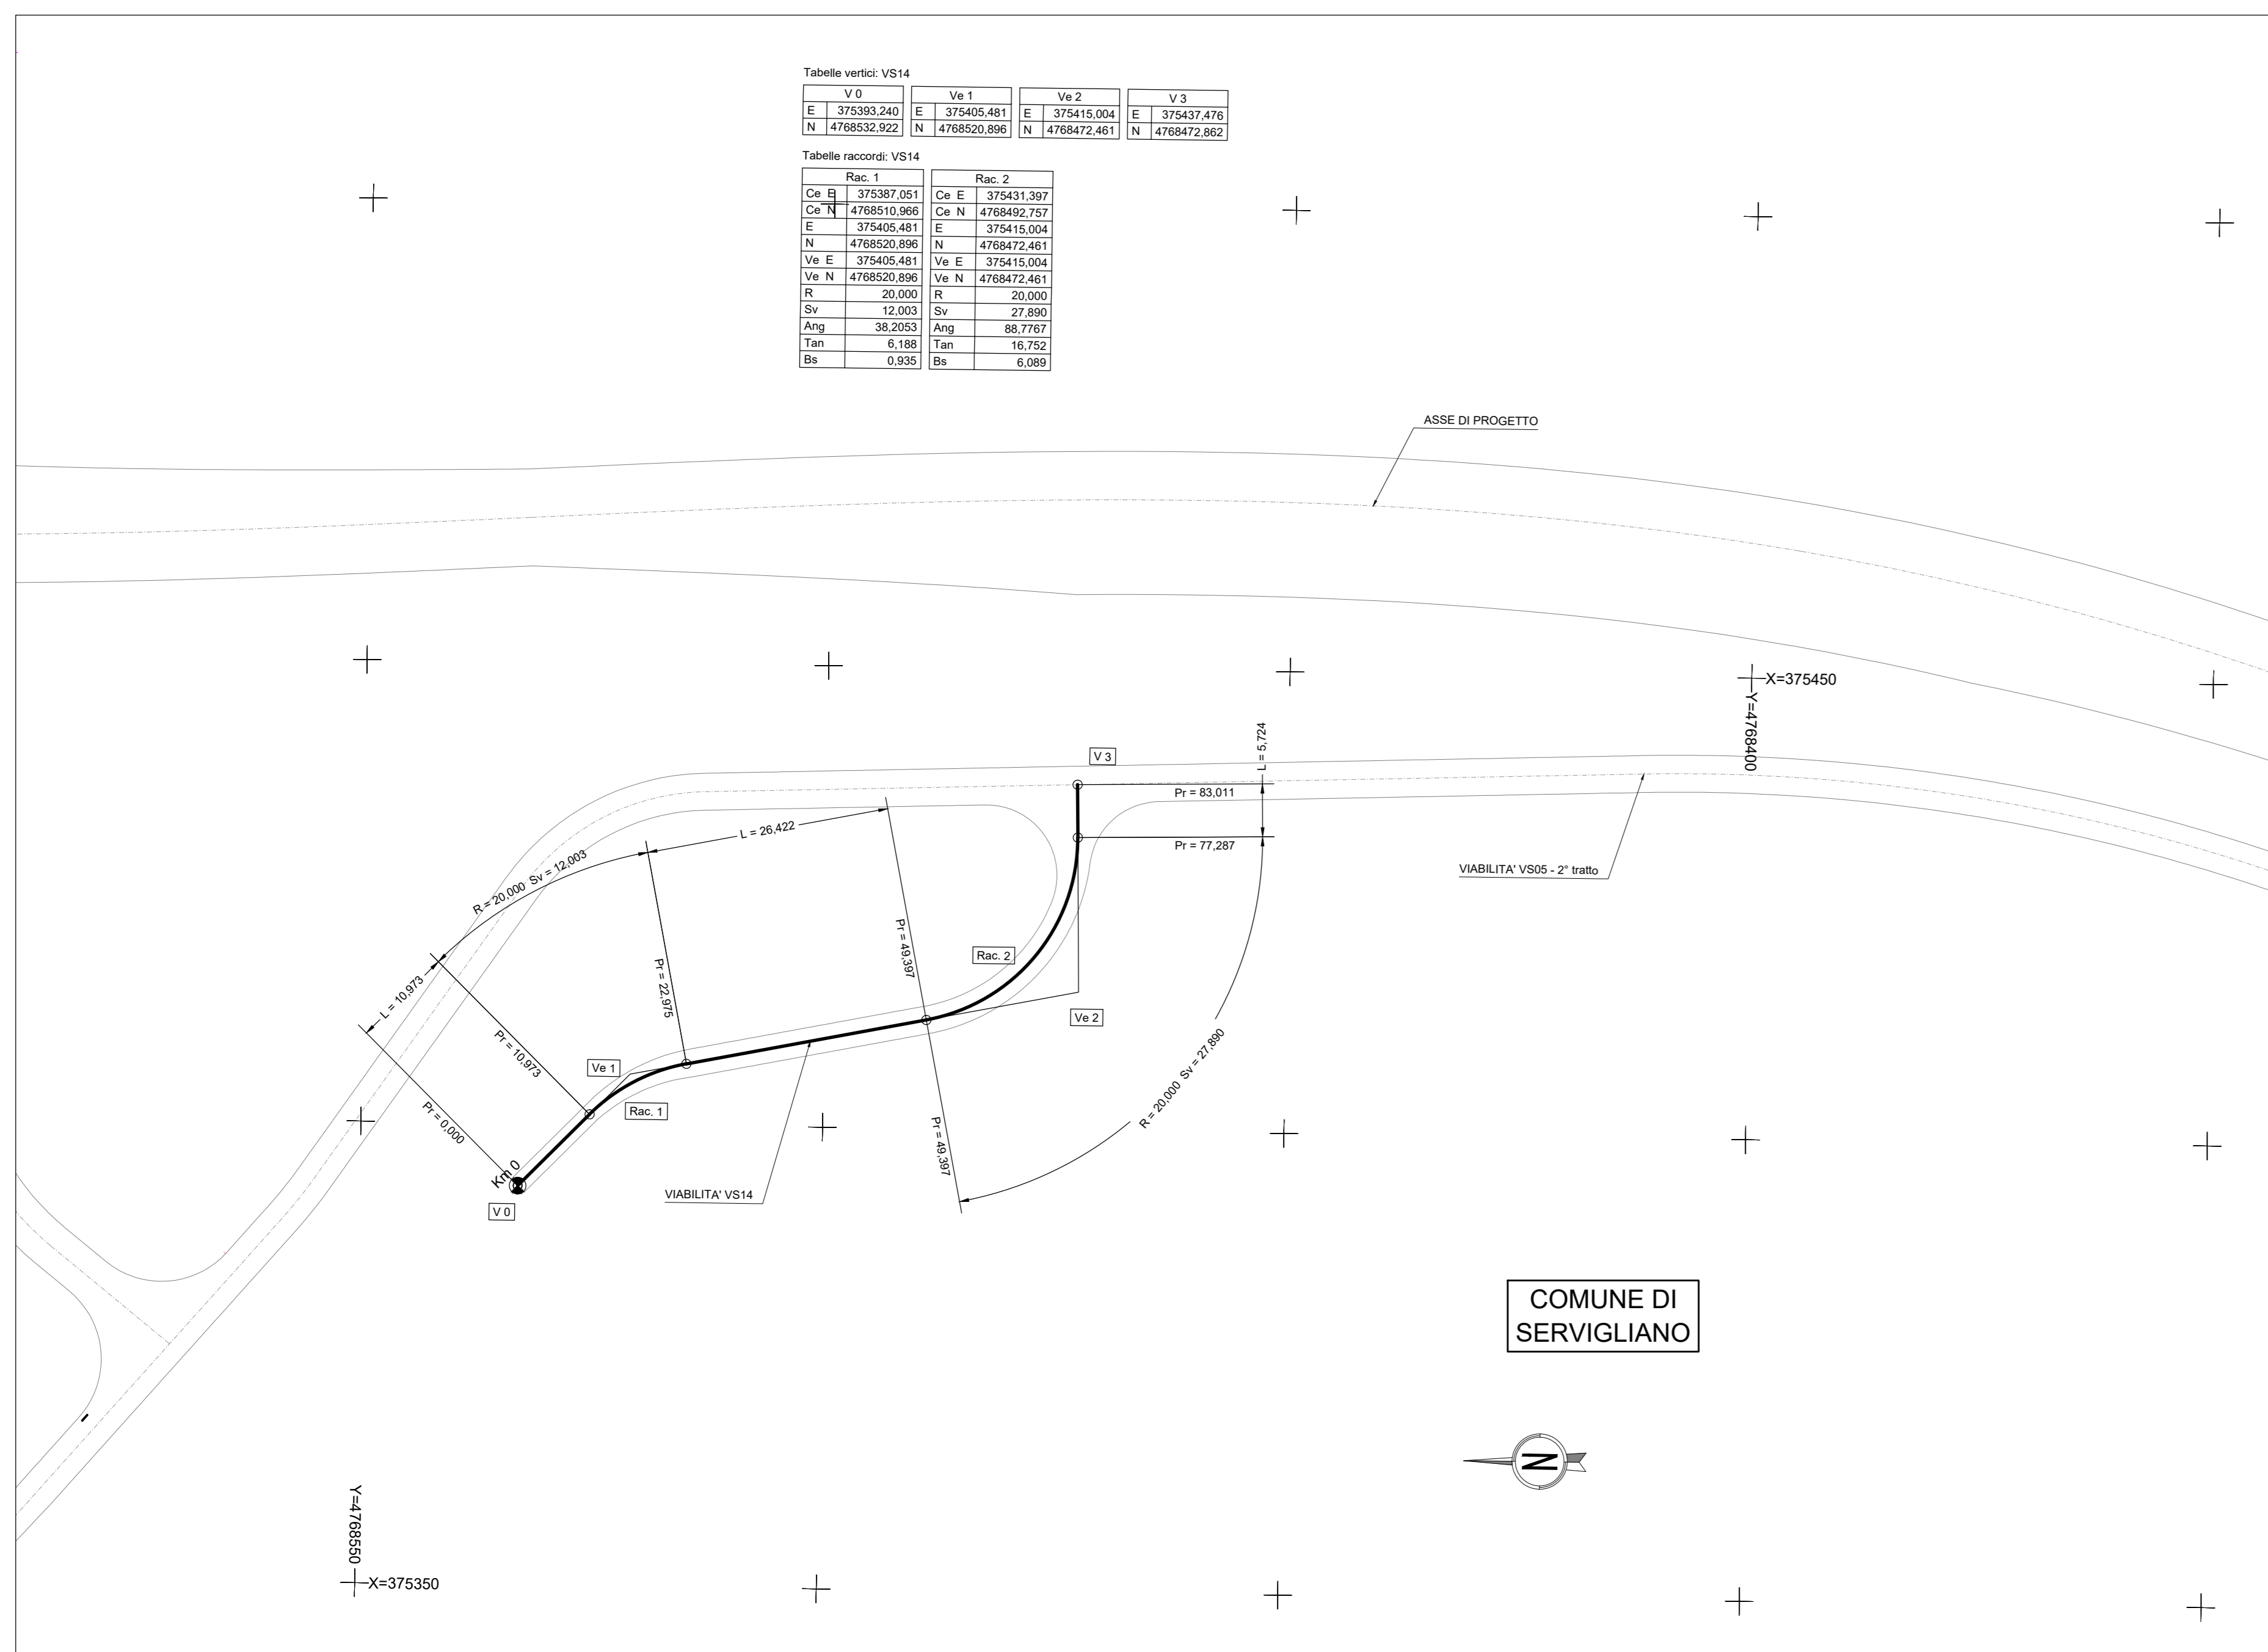 Tabelle vertici: VS14
V 0 Ve 1 Ve 2 V 3
E 375393,240 E 375405,481 E 375415,004 E 375437,476
N 4768532,922 N 4768520,896 N 4768472,461 N 4768472,862
Tabelle raccordi: VS14
Rac. 1 Rac. 2
Ce E 375387,051 Ce E 375431,397
Ce N 4768510,966 Ce N 4768492,757
E 375405,481 E 375415,004
N 4768520,896 N 4768472,461
Ve E 375405,481 Ve E 375415,004
Ve N 4768520,896 Ve N 4768472,461
R 20,000 R 20,000
Sv 12,003 Sv 27,890
Ang 38,2053 Ang 88,7767
Tan 6,188 Tan 16,752
Bs 0,935 Bs 6,089
ASSE DI PROGETTO
X=375450
Y=4768400
V 3
L = 5,724
Pr = 83,011
Pr = 77,287
L = 26,422
R = 20,000 Sv = 12,003
VIABILITA' VS05 - 2° tratto
Pr = 49,397
Rac. 2
L = 10,973
Pr = 22,975
Ve 2
Pr = 10,973
Ve 1
R = 20,000 Sv = 27,890
Rac. 1
Pr = 0,000
Pr = 49,397
Km 0
VIABILITA' VS14
V 0
COMUNE DI
SERVIGLIANO
N
Y=4768550
X=375350